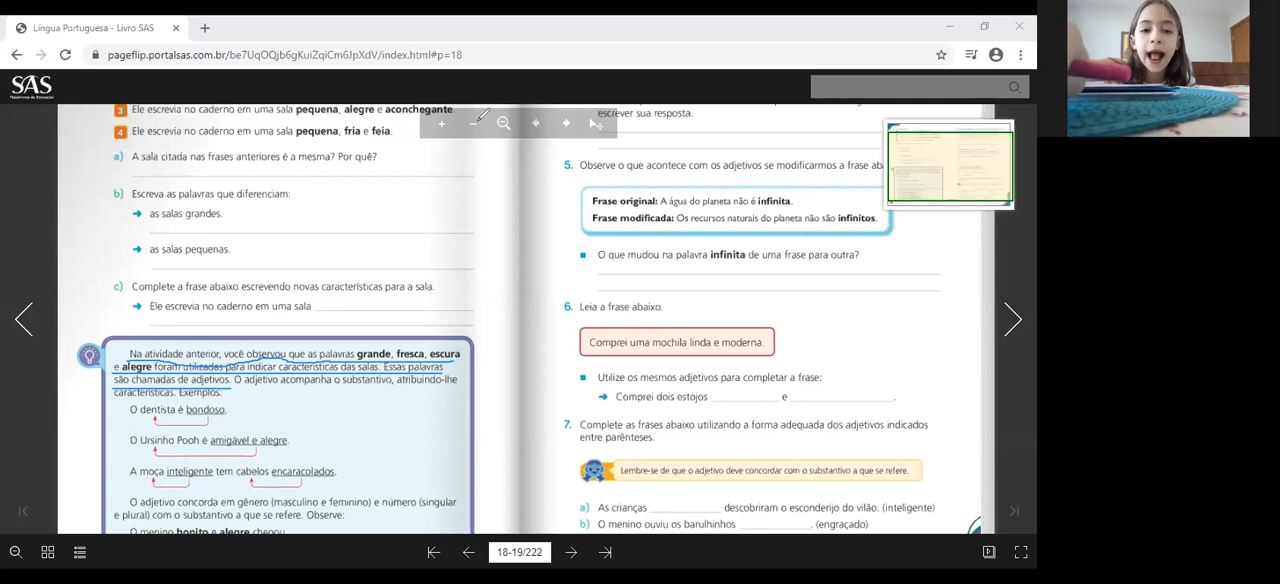 Língua Portuguesa - Livro SAS
pageflip.portalsas.com.br/be7UqOQjb6gKuiZqiCm6JpXdV/index.html#p=18
SAS
3 Ele escrevia no caderno em uma sala pequena, alegre e aconchegante.
4 Ele escrevia no caderno em uma sala pequena, fria e feia.
a) A sala citada nas frases anteriores é a mesma? Por quê?
b) Escreva as palavras que diferenciam:
➔ as salas grandes.
➔ as salas pequenas.
c) Complete a frase abaixo escrevendo novas características para a sala.
➔ Ele escrevia no caderno em uma sala
Na atividade anterior, você observou que as palavras grande, fresca, escura
e alegre foram utilizadas para indicar características das salas. Essas palavras
são chamadas de adjetivos. O adjetivo acompanha o substantivo, atribuindo-lhe
características. Exemplos:
O dentista é bondoso.
O Ursinho Pooh é amigável e alegre.
A moça inteligente tem cabelos encaracolados.
O adjetivo concorda em gênero (masculino e feminino) e número (singular
e plural) com o substantivo a que se refere. Observe:
O menino bonito e alegre chegou.
escrever sua resposta.
5. Observe o que acontece com os adjetivos se modificarmos a frase
Frase original: A água do planeta não é infinita.
Frase modificada: Os recursos naturais do planeta não são infinitos.
■ O que mudou na palavra infinita de uma frase para outra?
6. Leia a frase abaixo.
Comprei uma mochila linda e moderna.
■ Utilize os mesmos adjetivos para completar a frase:
➔ Comprei dois estojos ____________ e ____________.
7. Complete as frases abaixo utilizando a forma adequada dos adjetivos indicados
entre parênteses.
Lembre-se de que o adjetivo deve concordar com o substantivo a que se refere.
a) As crianças ____________ descobriram o esconderijo do vilão. (inteligente)
b) O menino ouviu os barulhinhos ____________. (engraçado)
18-19/222